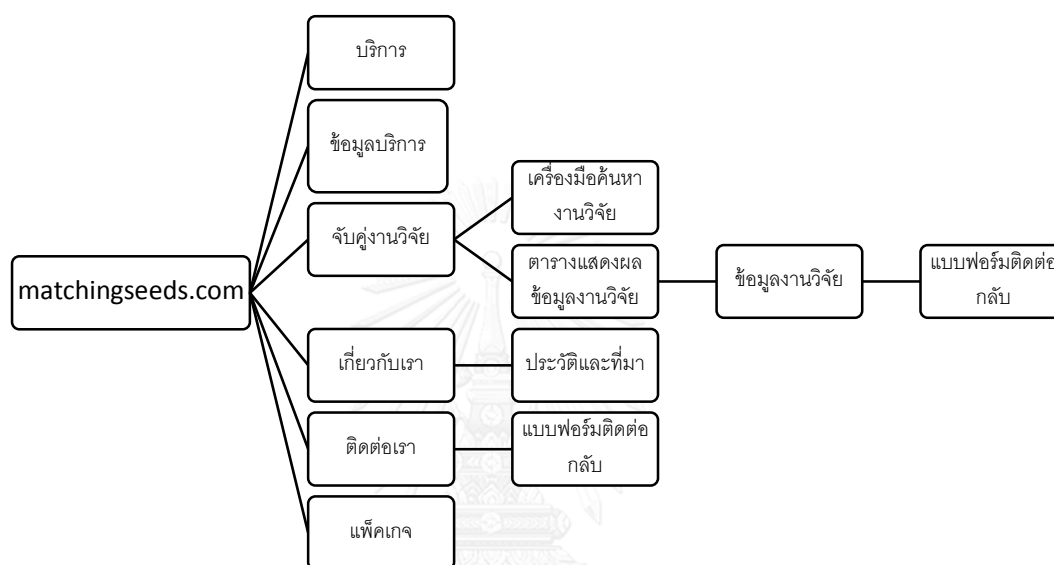 บริการ
ข้อมูลบริการ
เครื่องมือค้นหา
งานวิจัย
จับคู่งานวิจัย
ตารางแสดงผล
ข้อมูลงานวิจัย
ข้อมูลงานวิจัย
แบบฟอร์มติดต่อ
กลับ
matchingseeds.com
เกี่ยวกับเรา
ประวัติและที่มา
ติดต่อเรา
แบบฟอร์มติดต่อ
กลับ
แพ็คเกจ